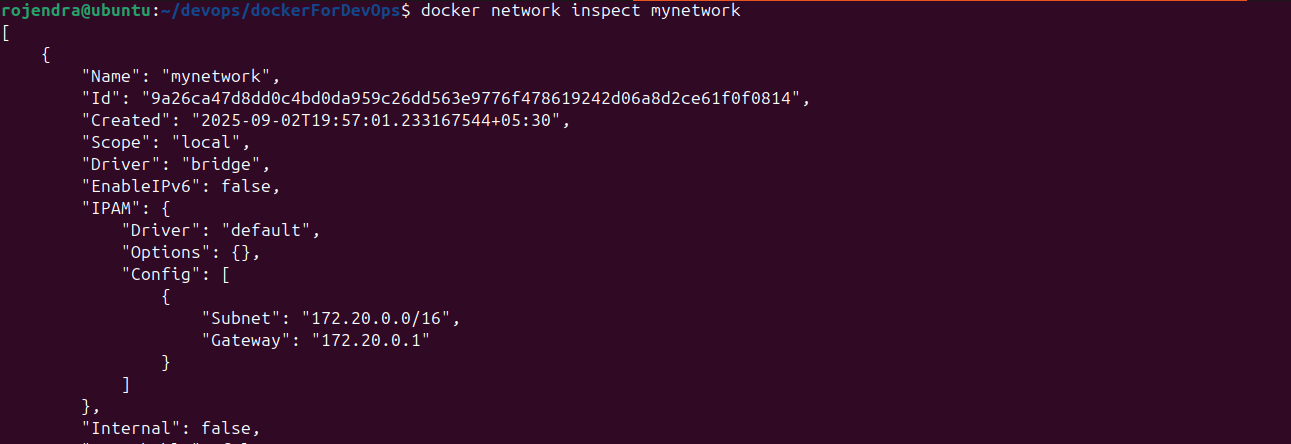 rojendra@ubuntu:~/devops/dockerForDevOps$ docker network inspect mynetwork
[
    {
        "Name": "mynetwork",
        "Id": "9a26ca47d8dd0c4bd0da959c26dd563e9776f478619242d06a8d2ce61f0f0814",
        "Created": "2025-09-02T19:57:01.233167544+05:30",
        "Scope": "local",
        "Driver": "bridge",
        "EnableIPv6": false,
        "IPAM": {
            "Driver": "default",
            "Options": {},
            "Config": [
                {
                    "Subnet": "172.20.0.0/16",
                    "Gateway": "172.20.0.1"
                }
            ]
        },
        "Internal": false,